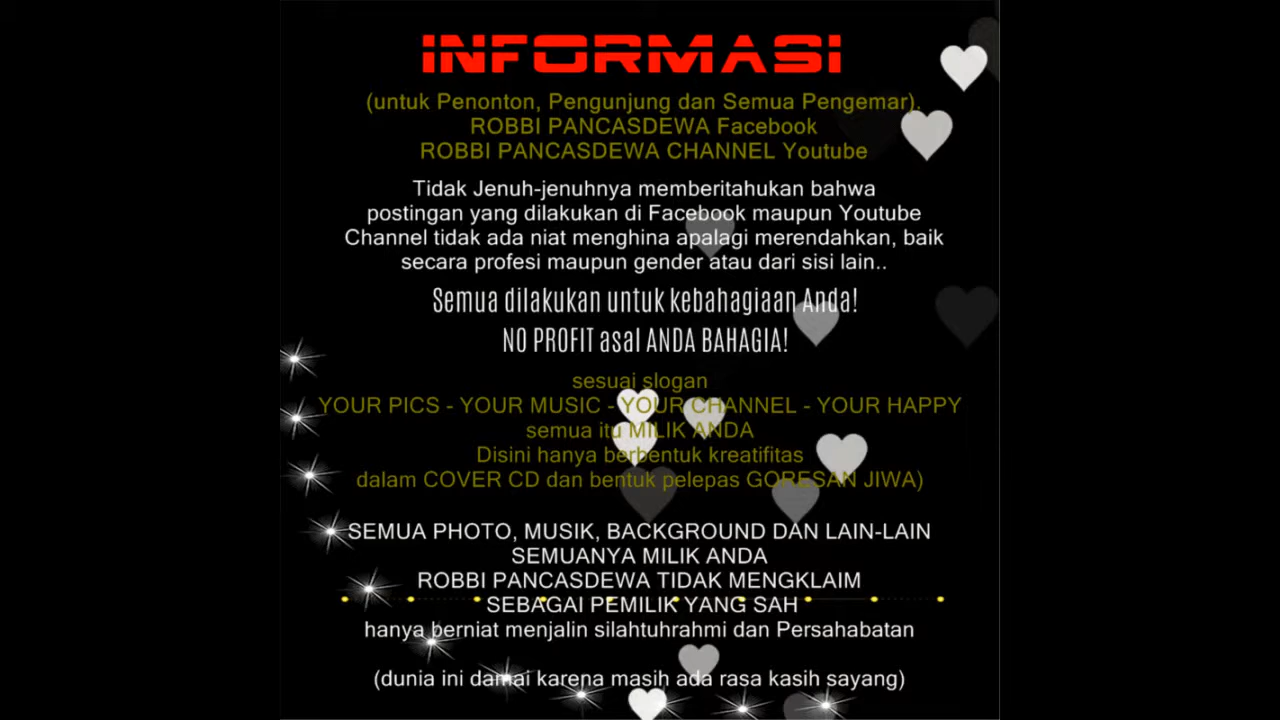 INFORMASI
(untuk Penonton, Pengunjung dan Semua Pengemar).
ROBBI PANCASDEWA Facebook
ROBBI PANCASDEWA CHANNEL Youtube
Tidak Jenuh-jenuhnya memberitahukan bahwa
postingan yang dilakukan di Facebook maupun Youtube
Channel tidak ada niat menghina apalagi merendahkan, baik
secara profesi maupun gender atau dari sisi lain..
Semua dilakukan untuk kebahagiaan Anda!
NO PROFIT asal ANDA BAHAGIA!
sesuai slogan
YOUR PICS - YOUR MUSIC - YOUR CHANNEL - YOUR HAPPY
semua itu MILIK ANDA
Disini hanya berbentuk kreatifitas
dalam COVER CD dan bentuk pelepas GORESAN JIWA)
SEMUA PHOTO, MUSIK, BACKGROUND DAN LAIN-LAIN
SEMUANYA MILIK ANDA
ROBBI PANCASDEWA TIDAK MENGKLAIM
SEBAGAI PEMILIK YANG SAH
hanya berniat menjalin silahtuhrahmi dan Persahabatan
(dunia ini damai karena masih ada rasa kasih sayang)